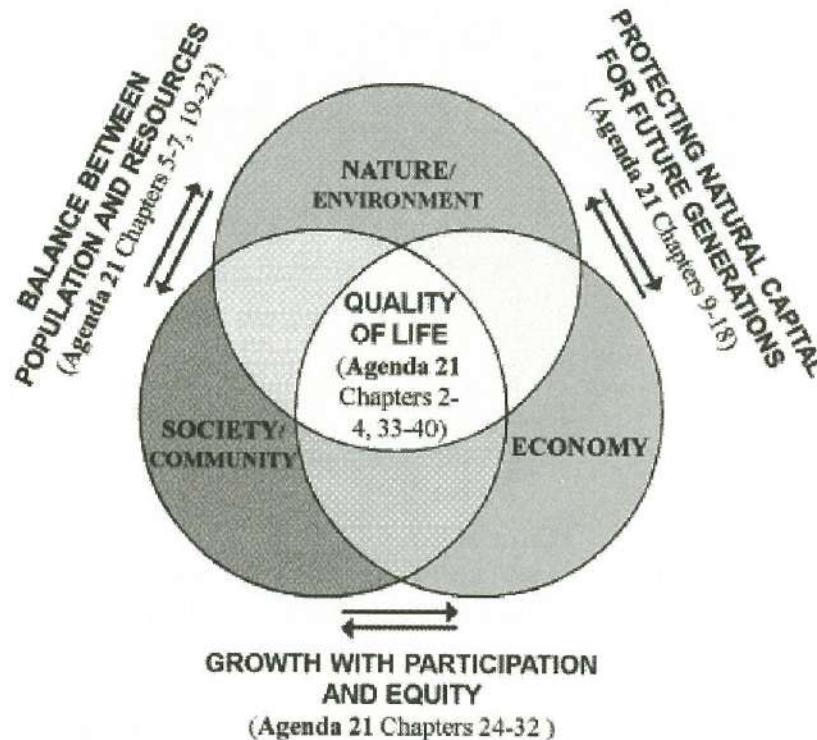 BALANCE BETWEEN
POPULATION AND RESOURCES
(Agenda 21 Chapters 5-7, 19-22)
PROTECTING NATURAL CAPITAL
FOR FUTURE GENERATIONS
(Agenda 21 Chapters 9-18)
NATURE/
ENVIRONMENT
QUALITY
OF LIFE
(Agenda 21
Chapters 2-
4, 33-40)
SOCIETY/
COMMUNITY
ECONOMY
GROWTH WITH PARTICIPATION
AND EQUITY
(Agenda 21 Chapters 24-32 )